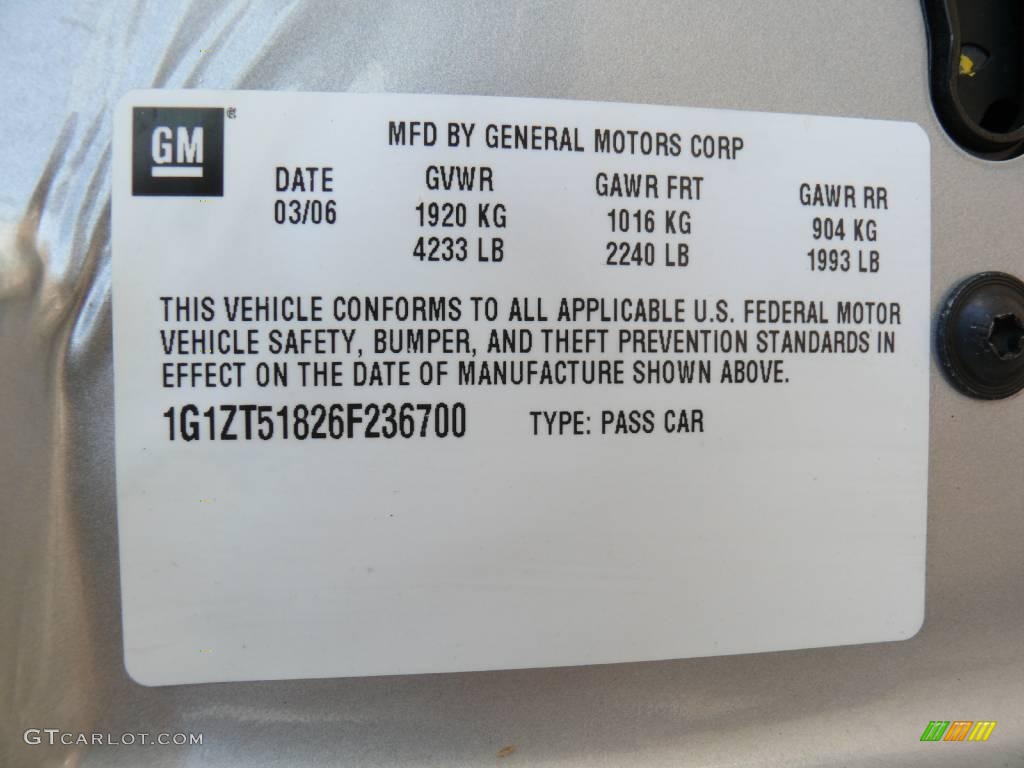 GM®
MFD BY GENERAL MOTORS CORP
DATE GVWR GAWR FRT GAWR RR
03/06 1920 KG 1016 KG 904 KG
4233 LB 2240 LB 1993 LB
THIS VEHICLE CONFORMS TO ALL APPLICABLE U.S. FEDERAL MOTOR
VEHICLE SAFETY, BUMPER, AND THEFT PREVENTION STANDARDS IN
EFFECT ON THE DATE OF MANUFACTURE SHOWN ABOVE.
1G1ZT51826F236700 TYPE: PASS CAR
GTCARLOT.COM